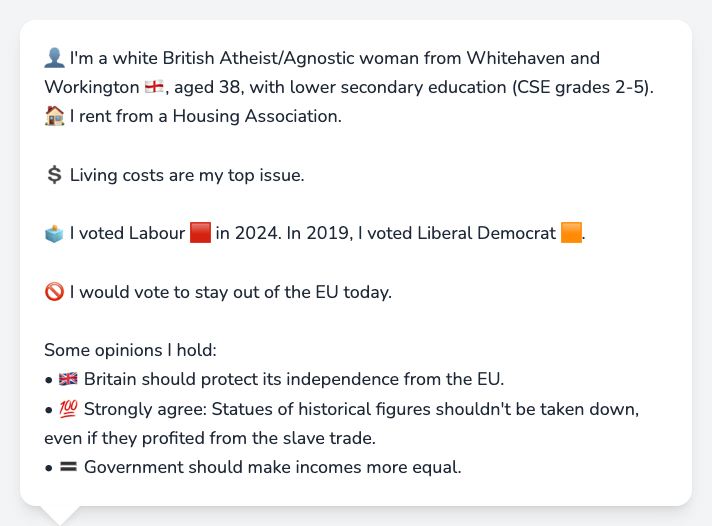 👤 I'm a white British Atheist/Agnostic woman from Whitehaven and
Workington 🏴󠁧󠁢󠁥󠁮󠁧󠁿, aged 38, with lower secondary education (CSE grades 2-5).
🏠 I rent from a Housing Association.
💲 Living costs are my top issue.
🗳️ I voted Labour 🟥 in 2024. In 2019, I voted Liberal Democrat 🟧.
🚫 I would vote to stay out of the EU today.
Some opinions I hold:
• 🇬🇧 Britain should protect its independence from the EU.
• 💯 Strongly agree: Statues of historical figures shouldn't be taken down,
even if they profited from the slave trade.
• 🟰 Government should make incomes more equal.